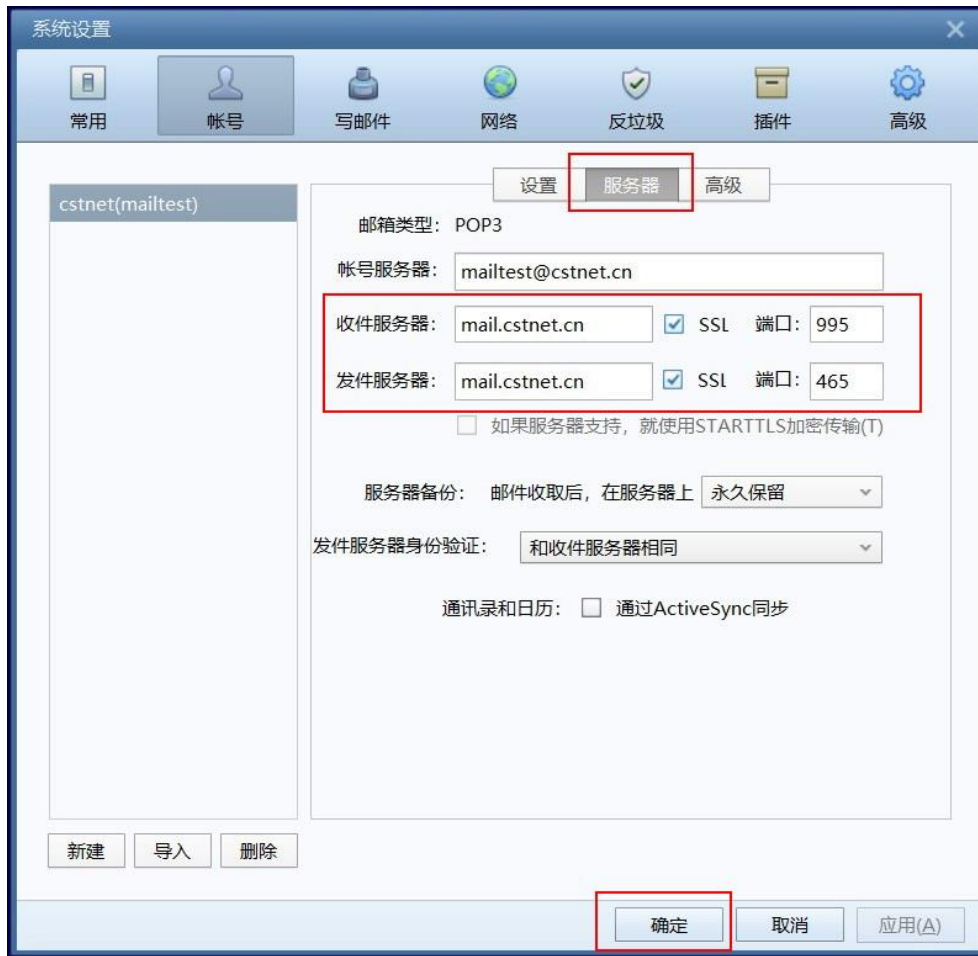 系统设置
常用 帐号 写邮件 网络 反垃圾 插件 高级
cstnet(mailtest)
设置 服务器 高级
邮箱类型: POP3
帐号服务器: mailtest@cstnet.cn
收件服务器: mail.cstnet.cn SSL 端口: 995
发件服务器: mail.cstnet.cn SSL 端口: 465
如果服务器支持，就使用STARTTLS加密传输(T)
服务器备份: 邮件收取后，在服务器上 永久保留
发件服务器身份验证: 和收件服务器相同
通讯录和日历: 通过ActiveSync同步
新建 导入 删除
确定 取消 应用(A)